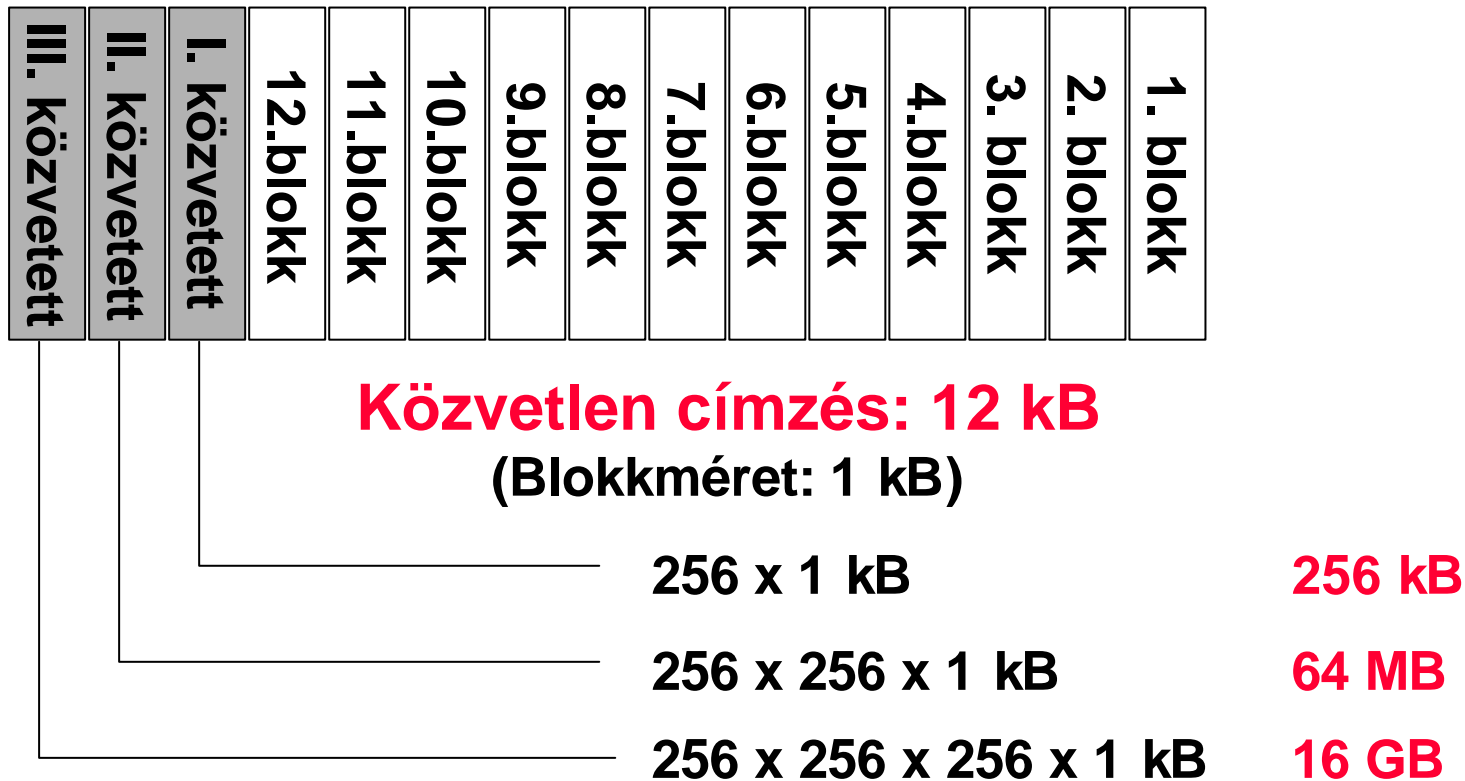 III. közvetett
II. közvetett
I. közvetett
12.blokk
11.blokk
10.blokk
9.blokk
8.blokk
7.blokk
6.blokk
5.blokk
4.blokk
3. blokk
2. blokk
1. blokk
Közvetlen címzés: 12 kB
(Blokkméret: 1 kB)
256 x 1 kB 256 kB
256 x 256 x 1 kB 64 MB
256 x 256 x 256 x 1 kB 16 GB